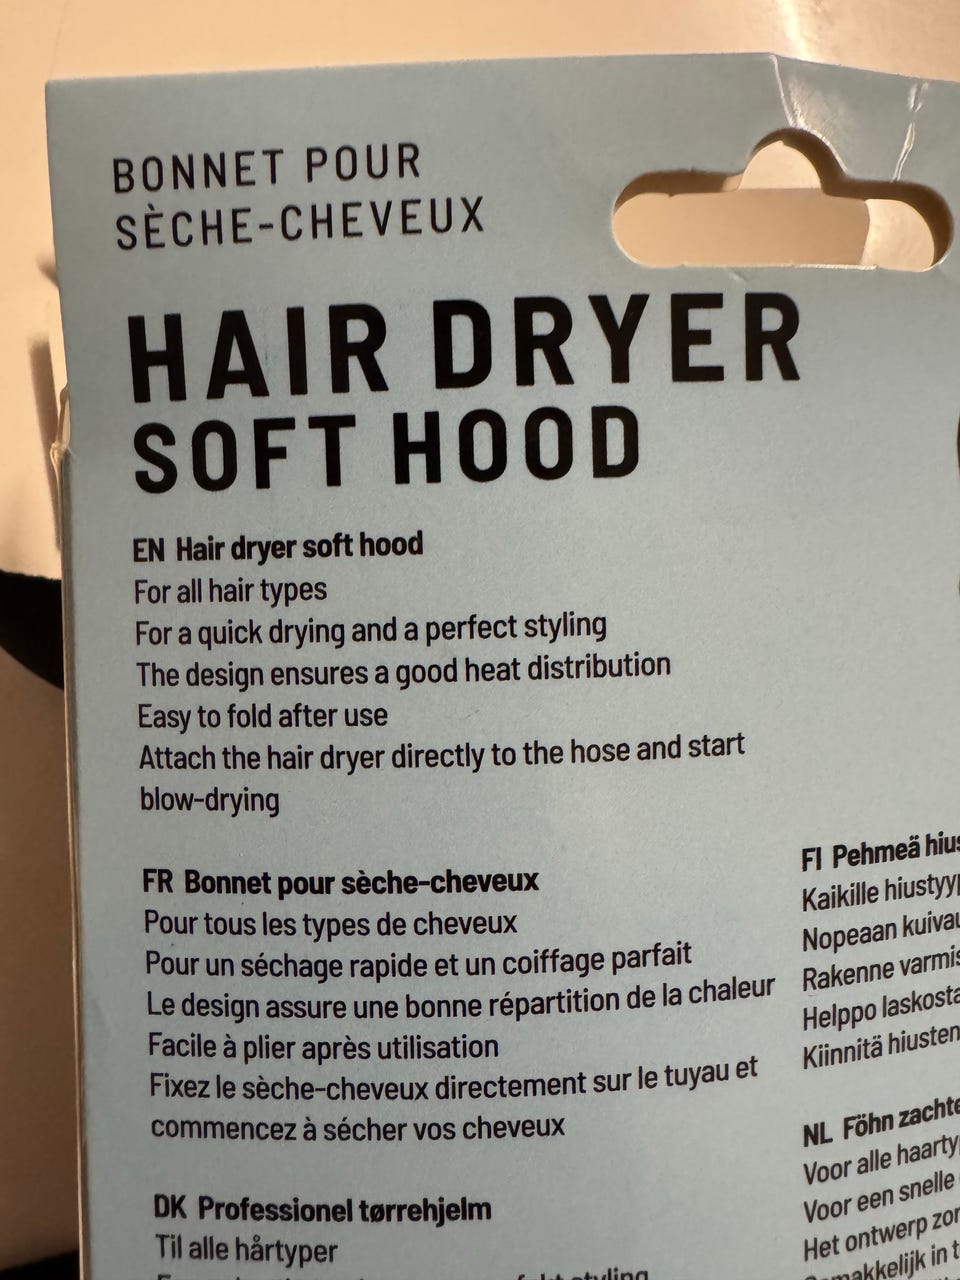 BONNET POUR
SÈCHE-CHEVEUX
HAIR DRYER
SOFT HOOD
EN Hair dryer soft hood
For all hair types
For a quick drying and a perfect styling
The design ensures a good heat distribution
Easy to fold after use
Attach the hair dryer directly to the hose and start
blow-drying
FR Bonnet pour sèche-cheveux
Pour tous les types de cheveux
Pour un séchage rapide et un coiffage parfait
Le design assure une bonne répartition de la chaleur
Facile à plier après utilisation
Fixez le sèche-cheveux directement sur le tuyau et
commencez à sécher vos cheveux
DK Professionel tørrehjelm
Til alle hårtyper
styling
FI Pehmeä
Kaikille
Nopeaan
Rakenne
Helppo
Kiinnitä
NL Föhn
Voor alle
Voor een snelle
Het ontwerp
in